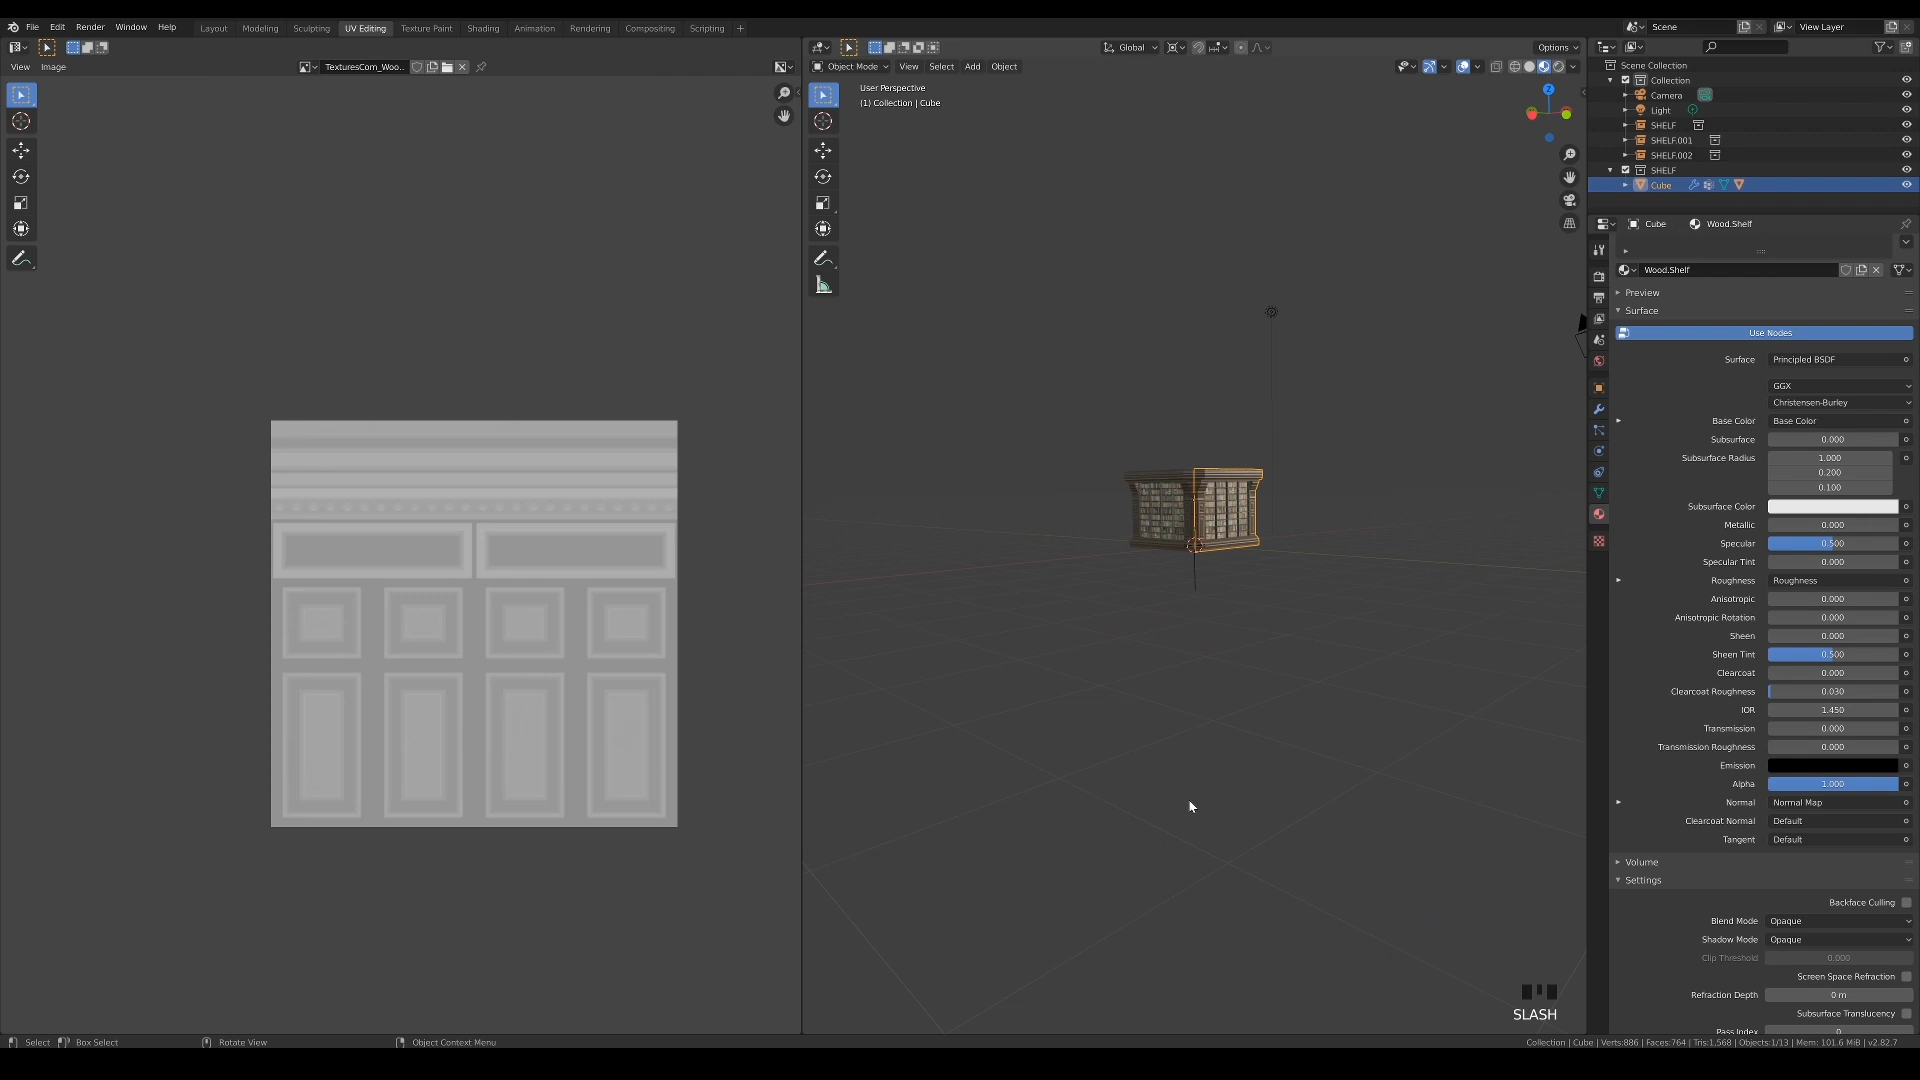 File Edit Render Window Help
Layout Modeling Sculpting UV Editing Texture Paint Shading Animation Rendering Compositing Scripting +
Scene
View Layer
Global
Options
View Image
TexturesCom_Woo...
Object Mode View Select Add Object
User Perspective
(1) Collection | Cube
Z
Scene Collection
Collection
Camera
Light
SHELF
SHELF.001
SHELF.002
SHELF
Cube
Cube Wood.Shelf
Wood.Shelf
Preview
Surface
Use Nodes
Surface Principled BSDF
GGX
Christensen-Burley
Base Color Base Color
Subsurface 0.000
Subsurface Radius 1.000
0.200
0.100
Subsurface Color
Metallic 0.000
Specular 0.500
Specular Tint 0.000
Roughness Roughness
Anisotropic 0.000
Anisotropic Rotation 0.000
Sheen 0.000
Sheen Tint 0.500
Clearcoat 0.000
Clearcoat Roughness 0.030
IOR 1.450
Transmission 0.000
Transmission Roughness 0.000
Emission
Alpha 1.000
Normal Normal Map
Clearcoat Normal Default
Tangent Default
Volume
Settings
Backface Culling
Blend Mode Opaque
Shadow Mode Opaque
Clip Threshold 0.000
Screen Space Refraction
Refraction Depth 0 m
Subsurface Translucency
Pass Index 0
SLASH
Select Box Select Rotate View Object Context Menu
Collection | Cube | Verts:886 | Faces:764 | Tris:1,568 | Objects:1/13 | Mem: 101.6 MiB | v2.82.7